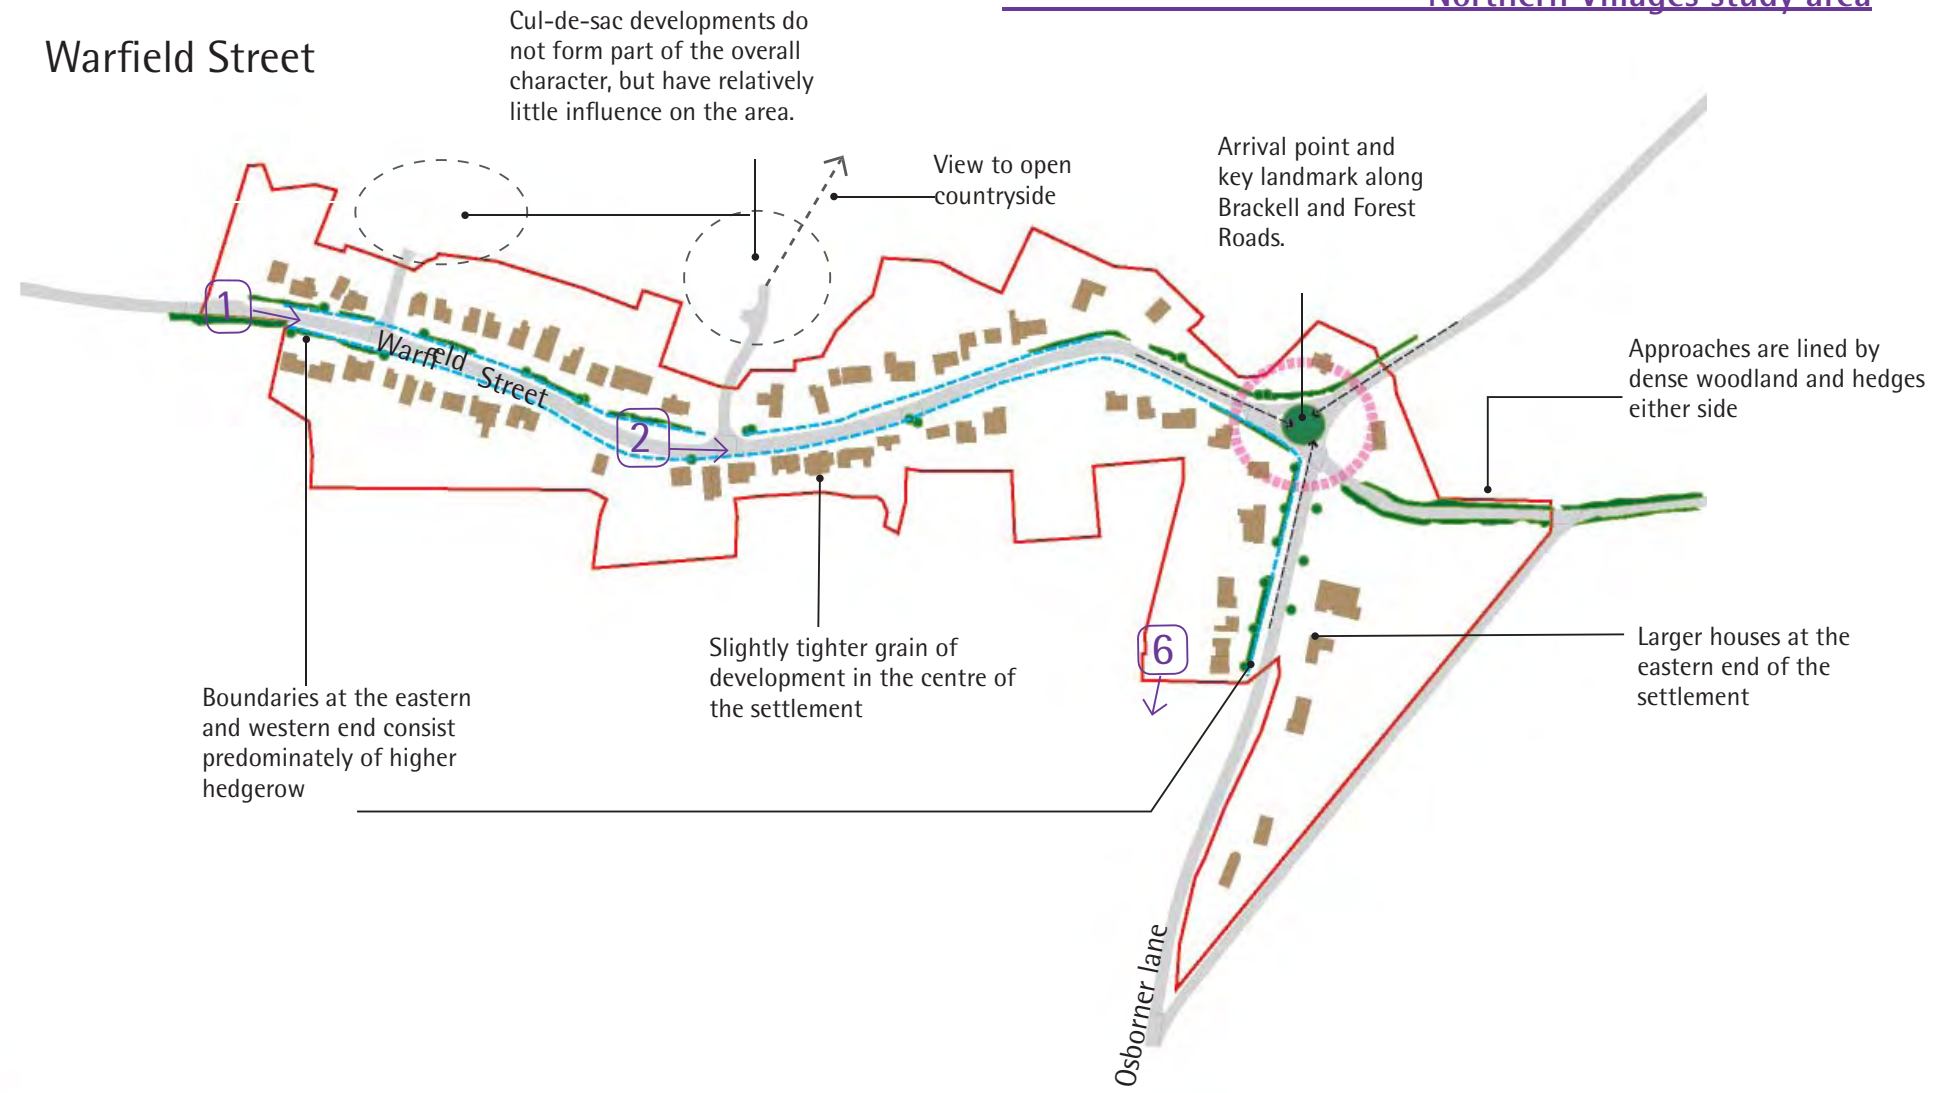 Northern Villages study area
Warfield Street
Cul-de-sac developments do
not form part of the overall
character, but have relatively
little influence on the area.
View to open
countryside
Arrival point and
key landmark along
Brackell and Forest
Roads.
Approaches are lined by
dense woodland and hedges
either side
1
Warffield Street
2
6
Slightly tighter grain of
development in the centre of
the settlement
Larger houses at the
eastern end of the
settlement
Boundaries at the eastern
and western end consist
predominately of higher
hedgerow
Osborner lane